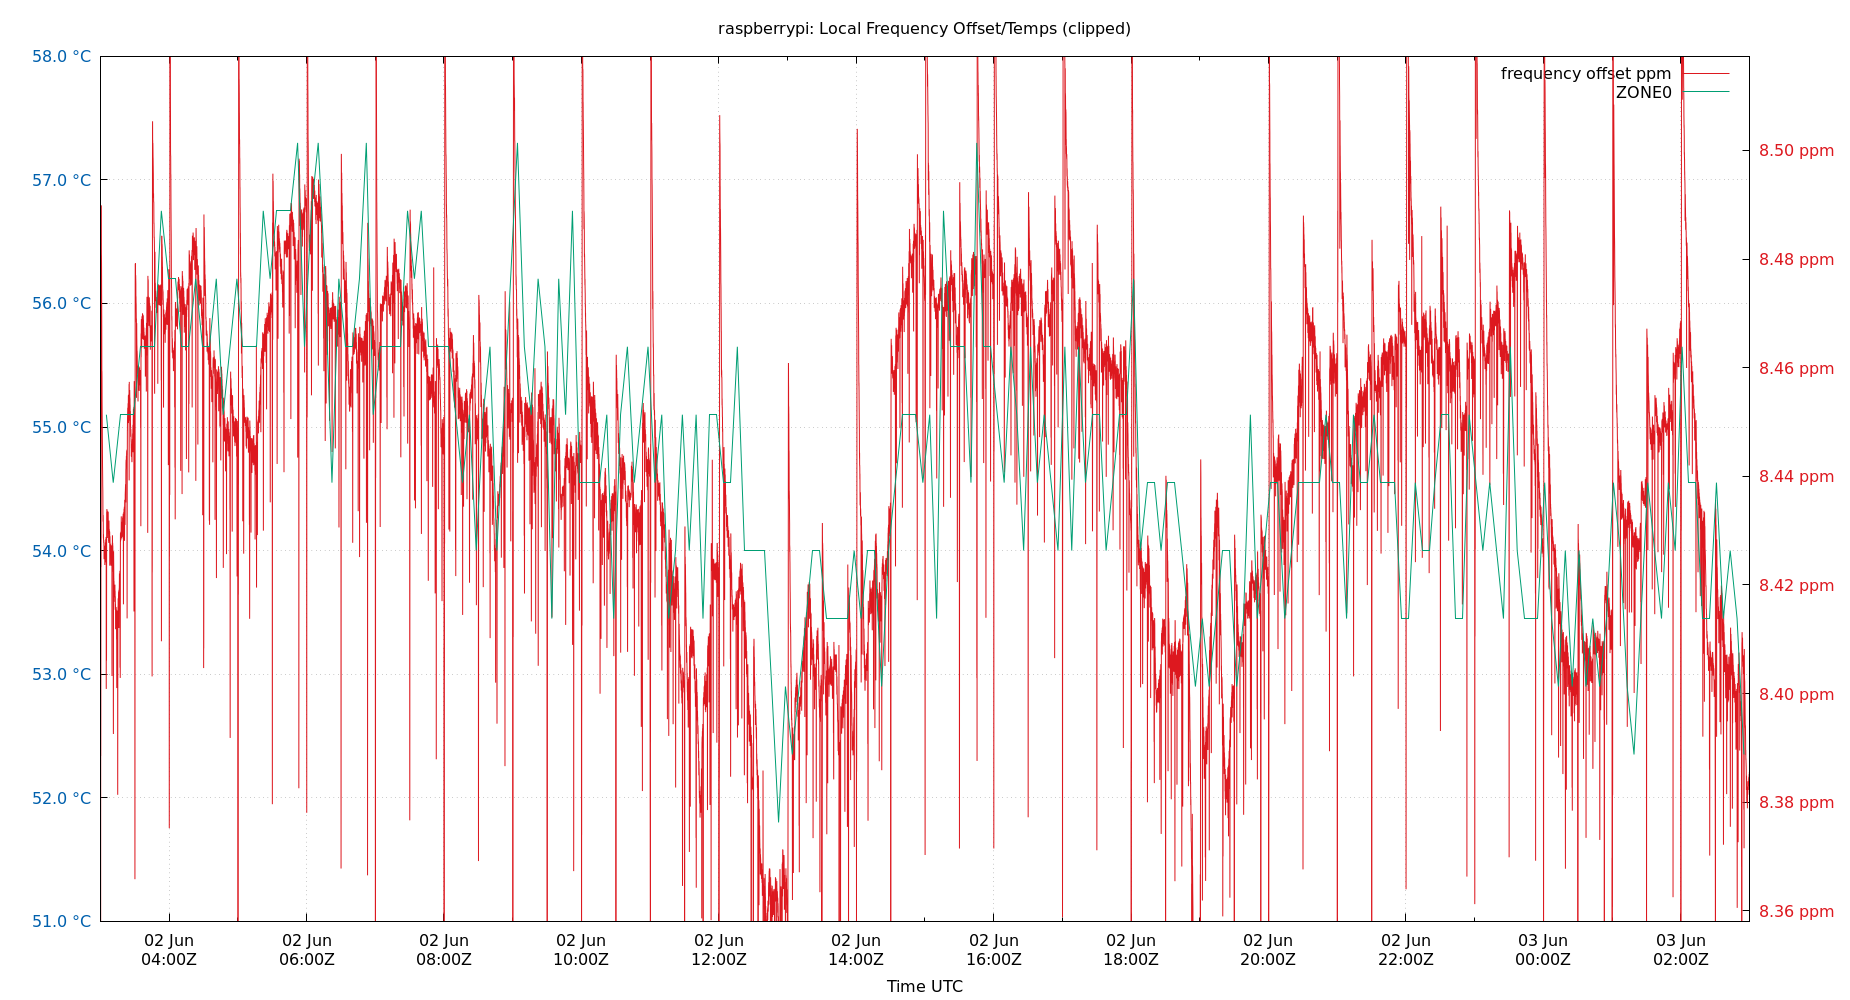 raspberrypi: Local Frequency Offset/Temps (clipped)
58.0 °C
57.0 °C
56.0 °C
55.0 °C
54.0 °C
53.0 °C
52.0 °C
51.0 °C
frequency offset ppm
ZONE0
8.50 ppm
8.48 ppm
8.46 ppm
8.44 ppm
8.42 ppm
8.40 ppm
8.38 ppm
8.36 ppm
02 Jun 02 Jun 02 Jun 02 Jun 02 Jun 02 Jun 02 Jun 02 Jun 02 Jun 02 Jun 03 Jun 03 Jun
04:00Z 06:00Z 08:00Z 10:00Z 12:00Z 14:00Z 16:00Z 18:00Z 20:00Z 22:00Z 00:00Z 02:00Z
Time UTC